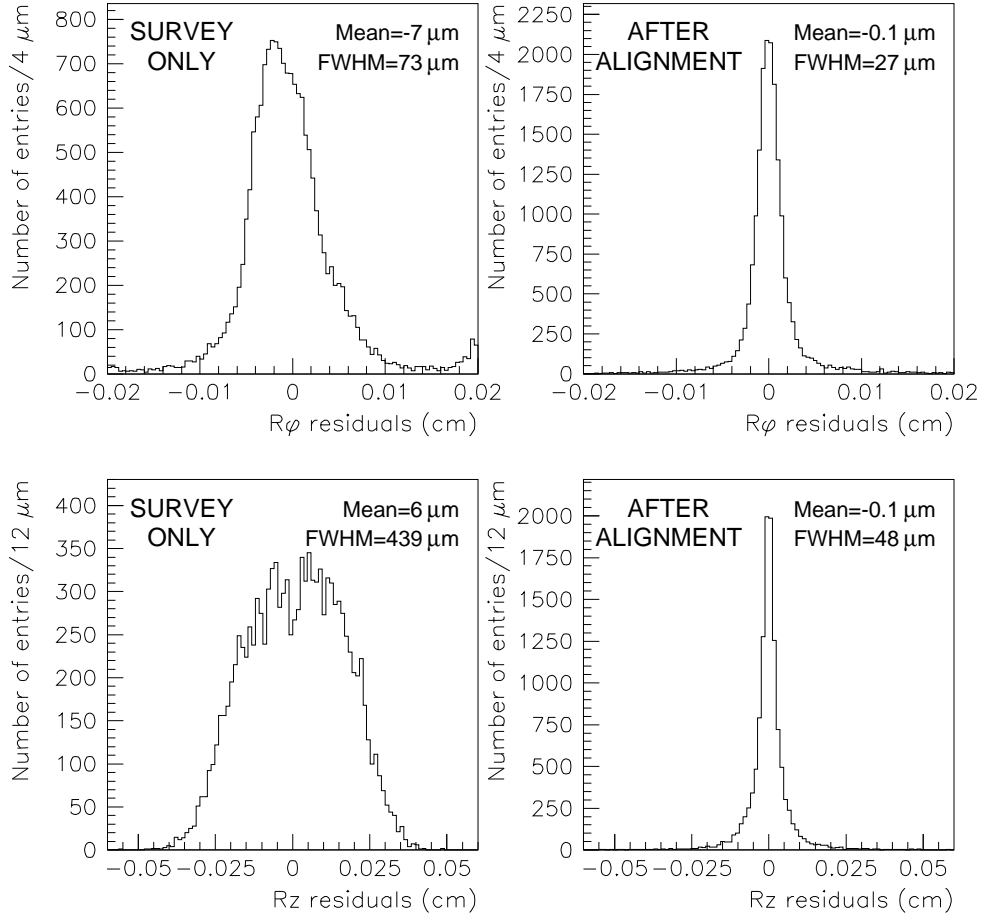 SURVEY
ONLY
Mean=-7 μm
FWHM=73 μm
Number of entries/4 μm
800
700
600
500
400
300
200
100
0
−0.02 −0.01 0 0.01 0.02
Rφ residuals (cm)
AFTER
ALIGNMENT
Mean=-0.1 μm
FWHM=27 μm
Number of entries/4 μm
2250
2000
1750
1500
1250
1000
750
500
250
0
−0.02 −0.01 0 0.01 0.02
Rφ residuals (cm)
SURVEY
ONLY
Mean=6 μm
FWHM=439 μm
Number of entries/12 μm
400
350
300
250
200
150
100
50
0
−0.05 −0.025 0 0.025 0.05
Rz residuals (cm)
AFTER
ALIGNMENT
Mean=-0.1 μm
FWHM=48 μm
Number of entries/12 μm
2000
1750
1500
1250
1000
750
500
250
0
−0.05 −0.025 0 0.025 0.05
Rz residuals (cm)